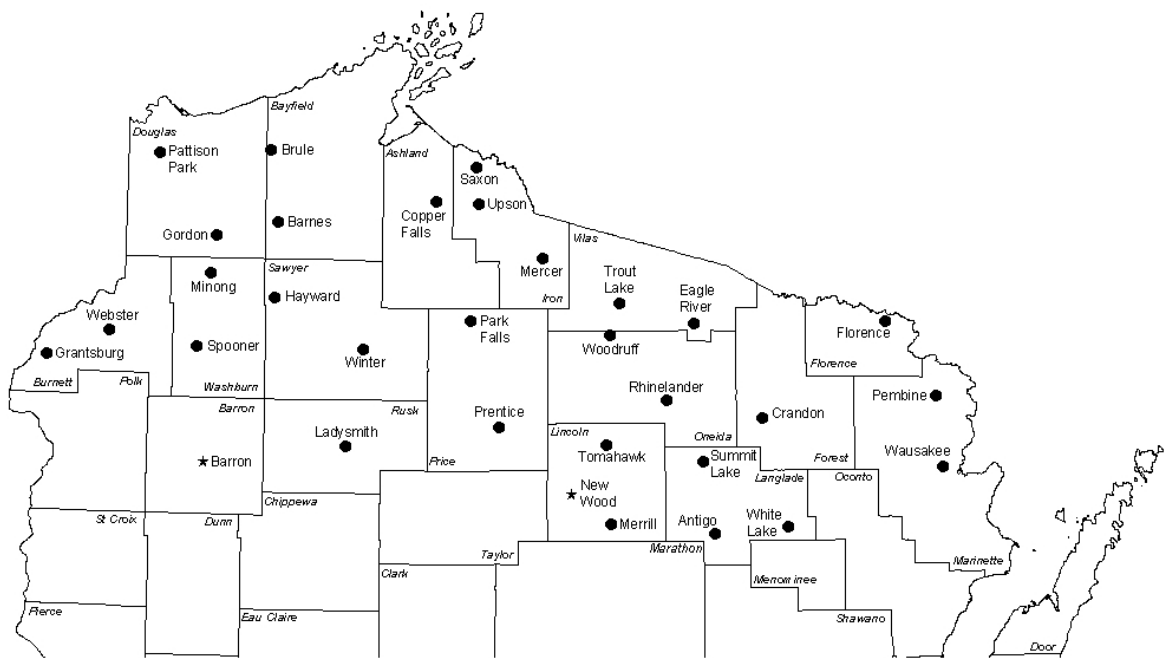 Bayfield
Douglas
Pattison
Park
Brule
Ashland
Saxon
Upson
Copper
Falls
Barnes
Gordon
Vilas
Sawyer
Minong
Hayward
Mercer
Iron
Trout
Lake
Eagle
River
Webster
Grantsburg
Spooner
Winter
Park
Falls
Woodruff
Florence
Florence
Burnett
Polk
Washburn
Barron
Rusk
Rhinelander
Pembine
Ladysmith
Prentice
Crandon
Lincoln
Oneida
Tomahawk
Wausakee
Barron
Price
Summit
Lake
Forest
Langlade
Oconto
Chippewa
New
Wood
St Croix
Dunn
Merrill
Antigo
White
Lake
Taylor
Marathon
Clark
Menominee
Marinette
Pierce
Eau Claire
Shawano
Door